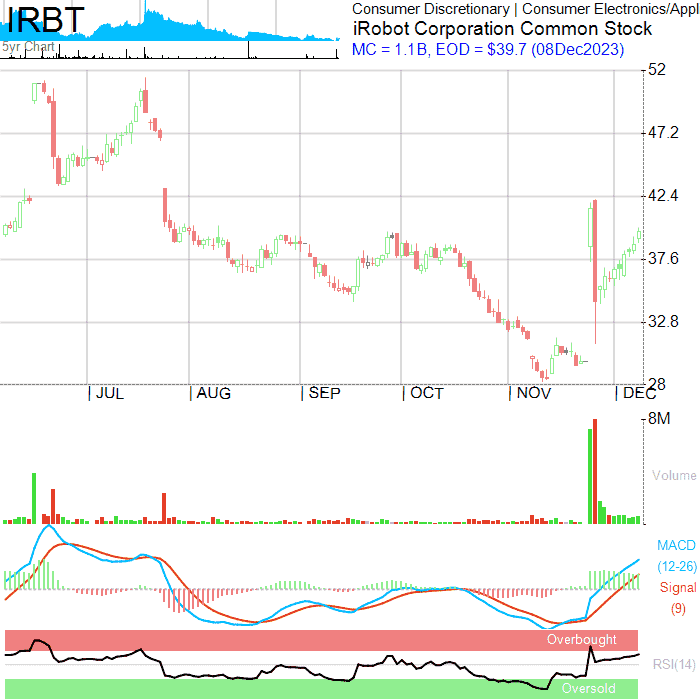 IRBT
Consumer Discretionary | Consumer Electronics/Appl
iRobot Corporation Common Stock
5yr Chart
MC = 1.1B, EOD = $39.7 (08Dec2023)
52
47.2
42.4
37.6
32.8
28
JUL AUG SEP OCT NOV DEC
8M
Volume
MACD
(12-26)
Signal
(9)
Overbought
RSI(14)
Oversold